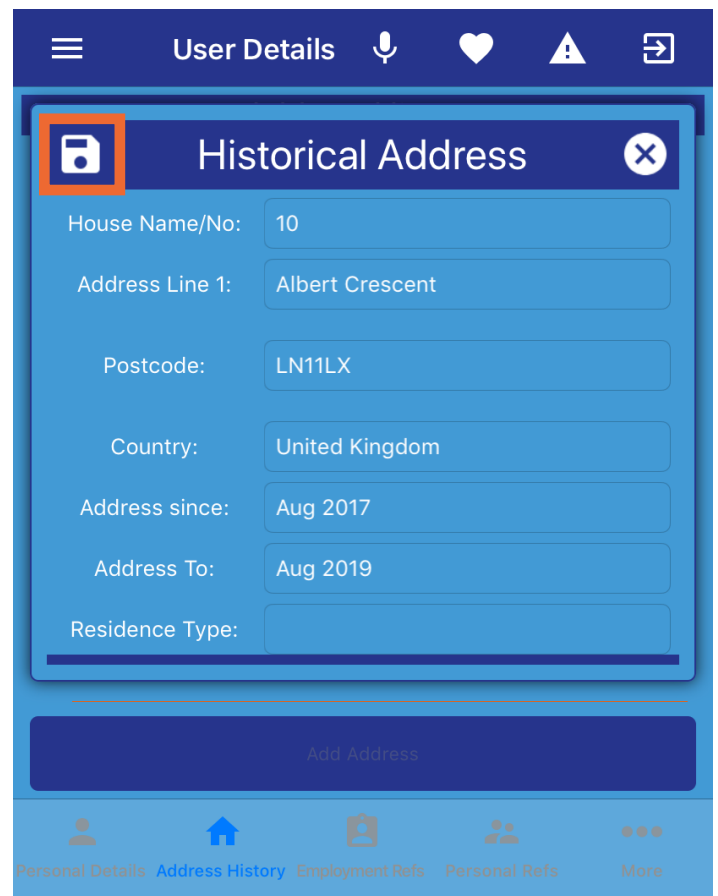 User Details
Historical Address
House Name/No: 10
Address Line 1: Albert Crescent
Postcode: LN11LX
Country: United Kingdom
Address since: Aug 2017
Address To: Aug 2019
Residence Type:
Add Address
Personal Details Address History Employment Refs Personal Refs More